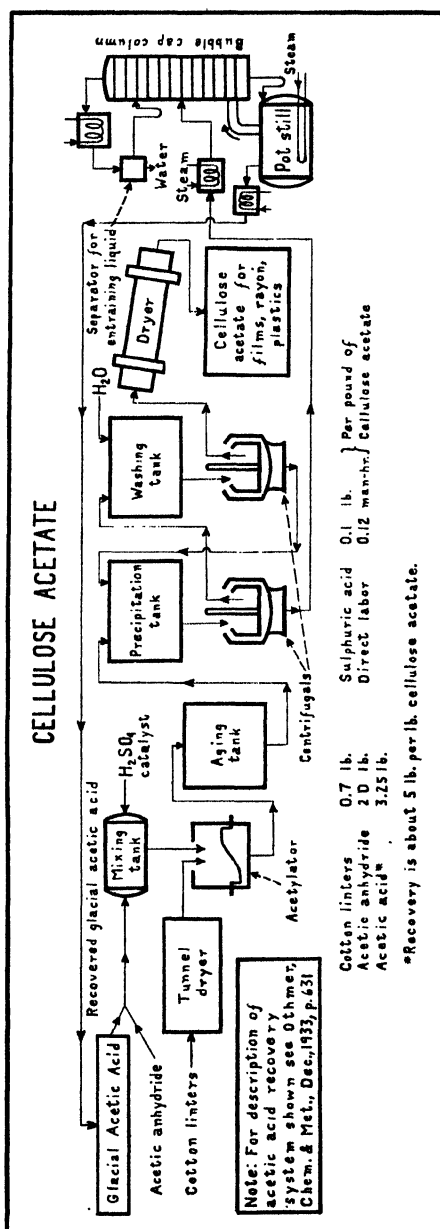 CELLULOSE ACETATE
Recovered glacial acetic acid
Glacial Acetic Acid
Acetic anhydride
Mixing
tank
H₂SO₄
catalyst
Cotton linters
Tunnel
dryer
Acetylator
Aging
tank
Precipitation
tank
Washing
tank
H₂O
Centrifugals
Separator for
entraining liquid
Dryer
Cellulose
acetate for
films, rayon,
plastics
Water
Steam
Bubble cap column
Pot still
Steam
Note: For description of
acetic acid recovery
system shown see Othmer,
Chem. & Met., Dec., 1933, p. 631
Cotton linters 0.7 lb. Sulphuric acid 0.1 lb. } Per pound of
Acetic anhydride 2 0 lb. Direct labor 0.12 man-hr. } Cellulose acetate
Acetic acid* 3.25 lb.
*Recovery is about 5 lb. per lb. cellulose acetate.